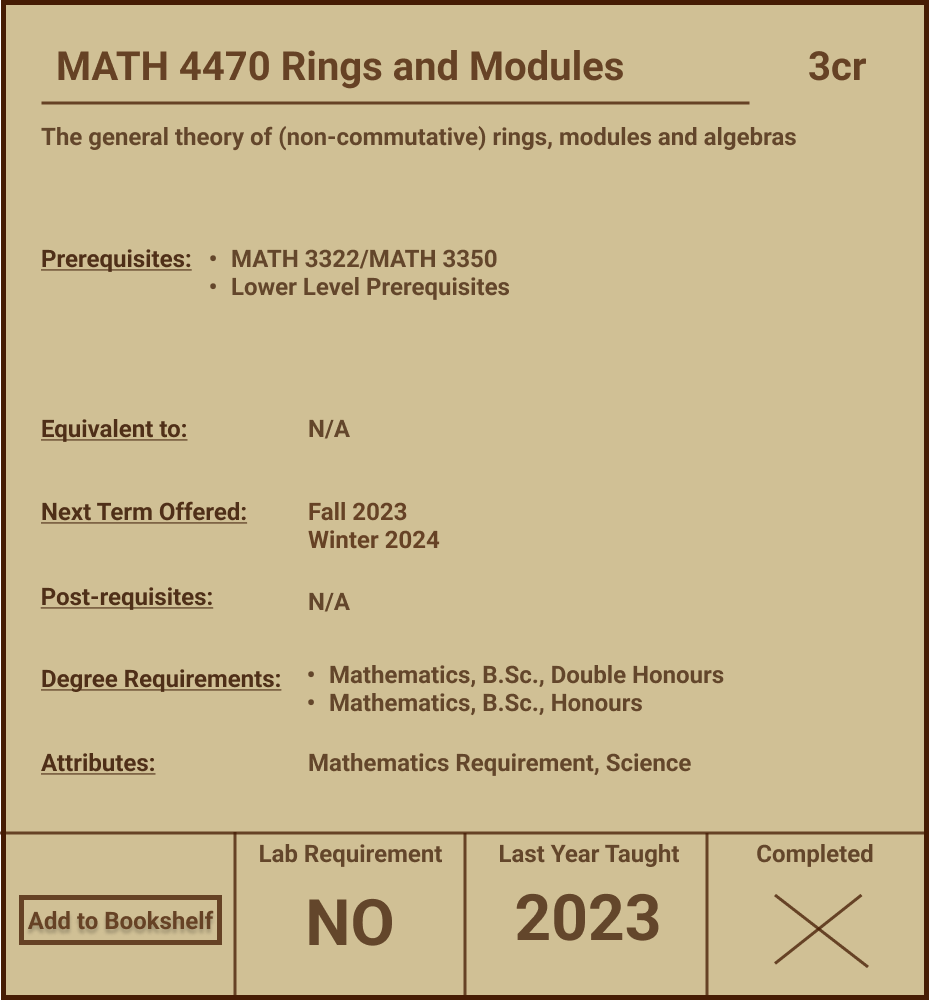 MATH 4470 Rings and Modules 3cr
The general theory of (non-commutative) rings, modules and algebras
Prerequisites: • MATH 3322/MATH 3350
• Lower Level Prerequisites
Equivalent to: N/A
Next Term Offered: Fall 2023
Winter 2024
Post-requisites: N/A
Degree Requirements: • Mathematics, B.Sc., Double Honours
• Mathematics, B.Sc., Honours
Attributes: Mathematics Requirement, Science
Add to Bookshelf
Lab Requirement
NO
Last Year Taught
2023
Completed